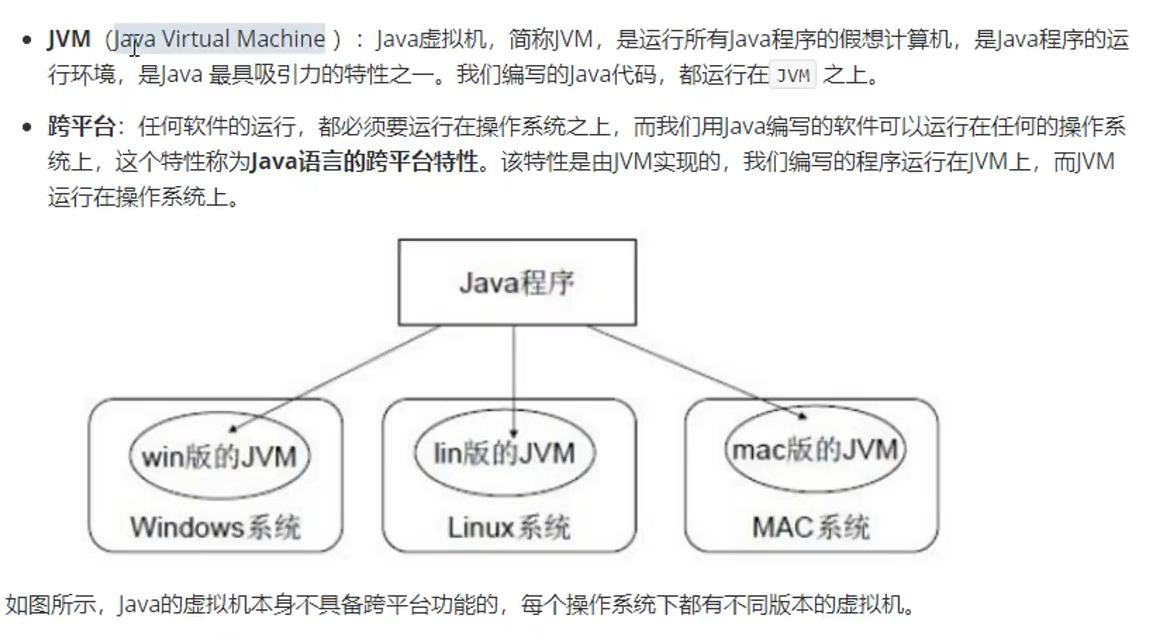 JVM（Java Virtual Machine ）：Java虚拟机，简称JVM，是运行所有Java程序的假想计算机，是Java程序的运
行环境，是Java 最具吸引力的特性之一。我们编写的Java代码，都运行在 JVM 之上。
跨平台：任何软件的运行，都必须要运行在操作系统之上，而我们用Java编写的软件可以运行在任何的操作系
统上，这个特性称为Java语言的跨平台特性。该特性是由JVM实现的，我们编写的程序运行在JVM上，而JVM
运行在操作系统上。
Java程序
win版的JVM
lin版的JVM
mac版的JVM
Windows系统
Linux系统
MAC系统
如图所示，Java的虚拟机本身不具备跨平台功能的，每个操作系统下都有不同版本的虚拟机。